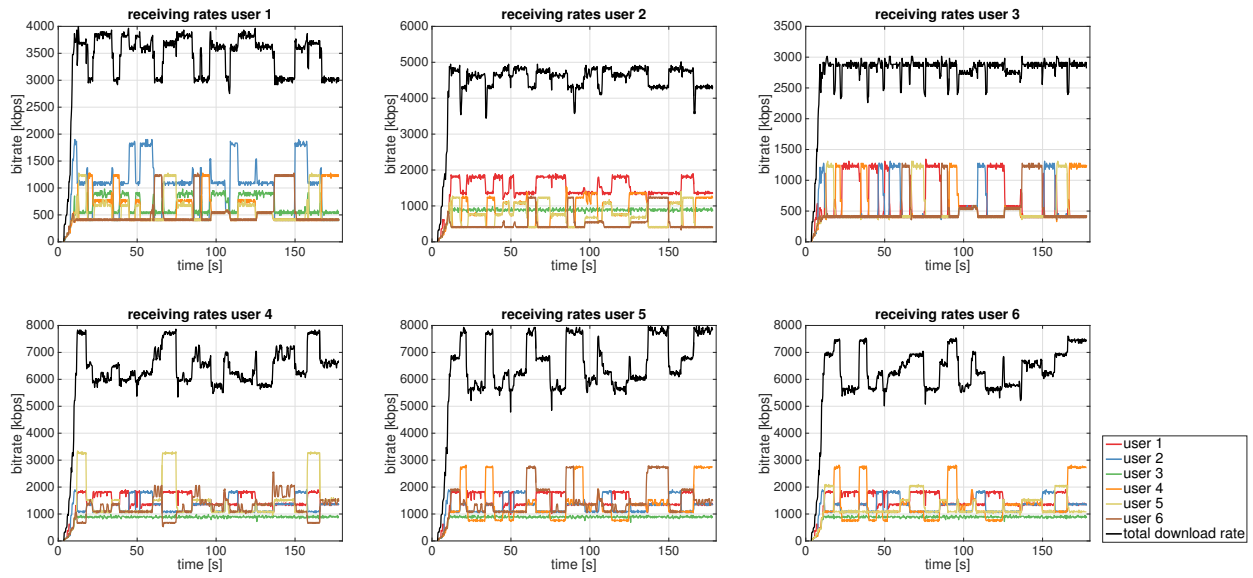 receiving rates user 1
4000
3500
3000
2500
2000
1500
1000
500
0
bitrate [kbps]
0 50 100 150
time [s]
receiving rates user 2
6000
5000
4000
3000
2000
1000
0
bitrate [kbps]
0 50 100 150
time [s]
receiving rates user 3
3500
3000
2500
2000
1500
1000
500
0
bitrate [kbps]
0 50 100 150
time [s]
receiving rates user 4
8000
7000
6000
5000
4000
3000
2000
1000
0
bitrate [kbps]
0 50 100 150
time [s]
receiving rates user 5
8000
7000
6000
5000
4000
3000
2000
1000
0
bitrate [kbps]
0 50 100 150
time [s]
receiving rates user 6
8000
7000
6000
5000
4000
3000
2000
1000
0
bitrate [kbps]
0 50 100 150
time [s]
user 1
user 2
user 3
user 4
user 5
user 6
total download rate